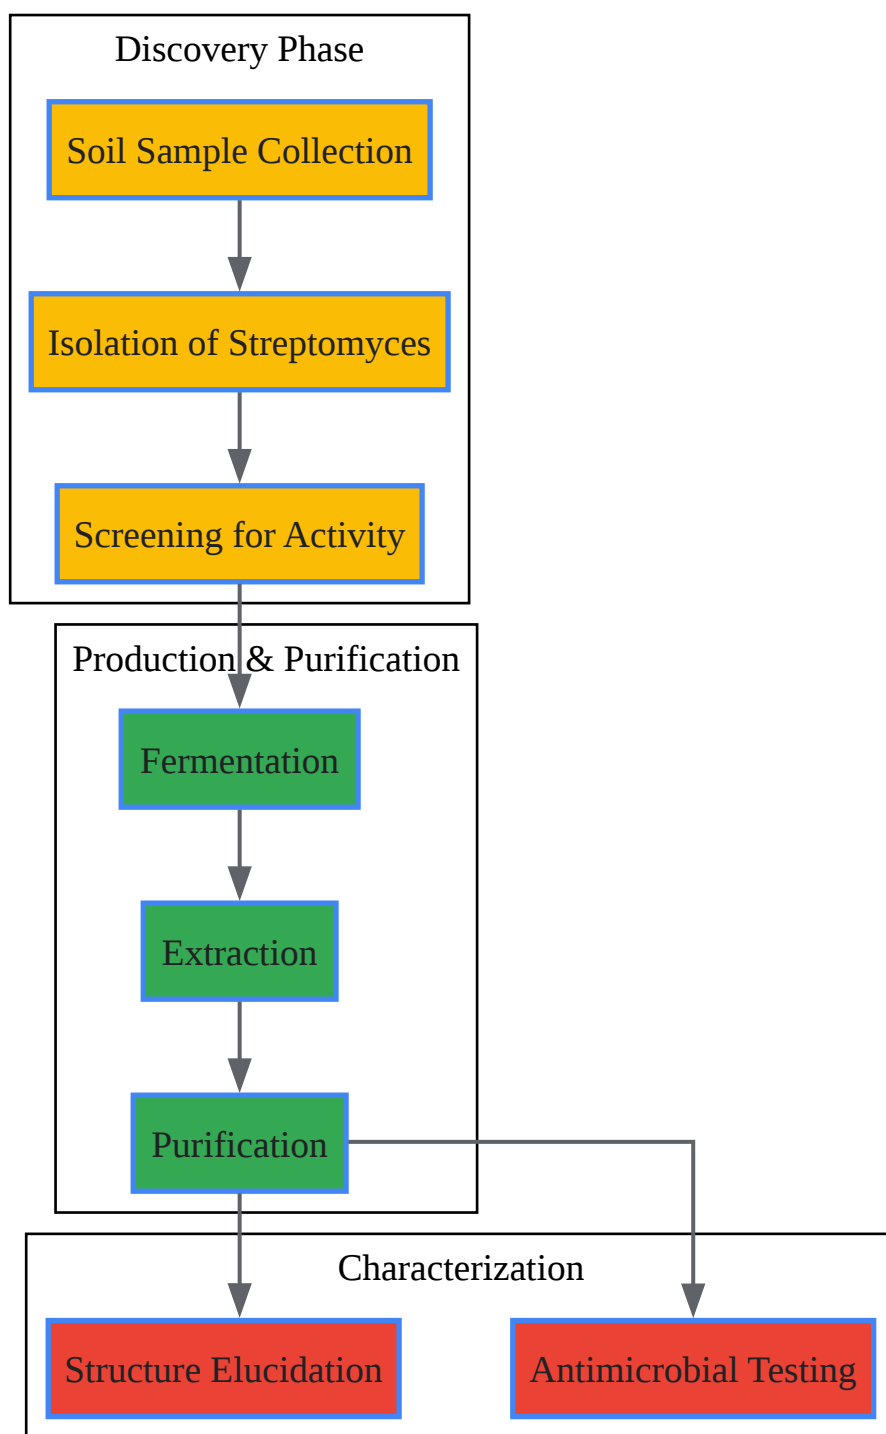 Discovery Phase
Soil Sample Collection
Isolation of Streptomyces
Screening for Activity
Production & Purification
Fermentation
Extraction
Purification
Characterization
Structure Elucidation
Antimicrobial Testing